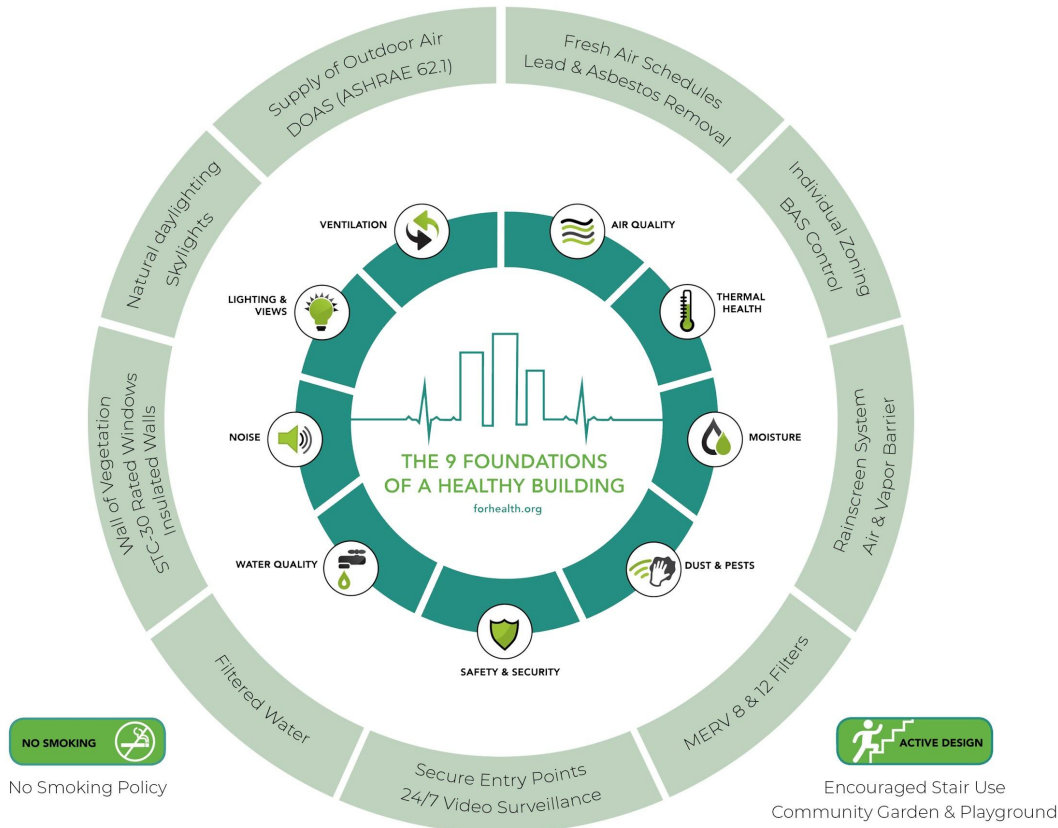 Supply of Outdoor Air
DOAS (ASHRAE 62.1)
Fresh Air Schedules
Lead & Asbestos Removal
Individual Zoning
BAS Control
Rainscreen System
Air & Vapor Barrier
MERV 8 & 12 Filters
Secure Entry Points
24/7 Video Surveillance
Filtered Water
Wall of Vegetation
STC-30 Rated Windows
Insulated Walls
Natural daylighting
Skylights
VENTILATION
AIR QUALITY
THERMAL
HEALTH
MOISTURE
DUST & PESTS
SAFETY & SECURITY
WATER QUALITY
NOISE
LIGHTING &
VIEWS
THE 9 FOUNDATIONS
OF A HEALTHY BUILDING
forhealth.org
NO SMOKING
No Smoking Policy
ACTIVE DESIGN
Encouraged Stair Use
Community Garden & Playground